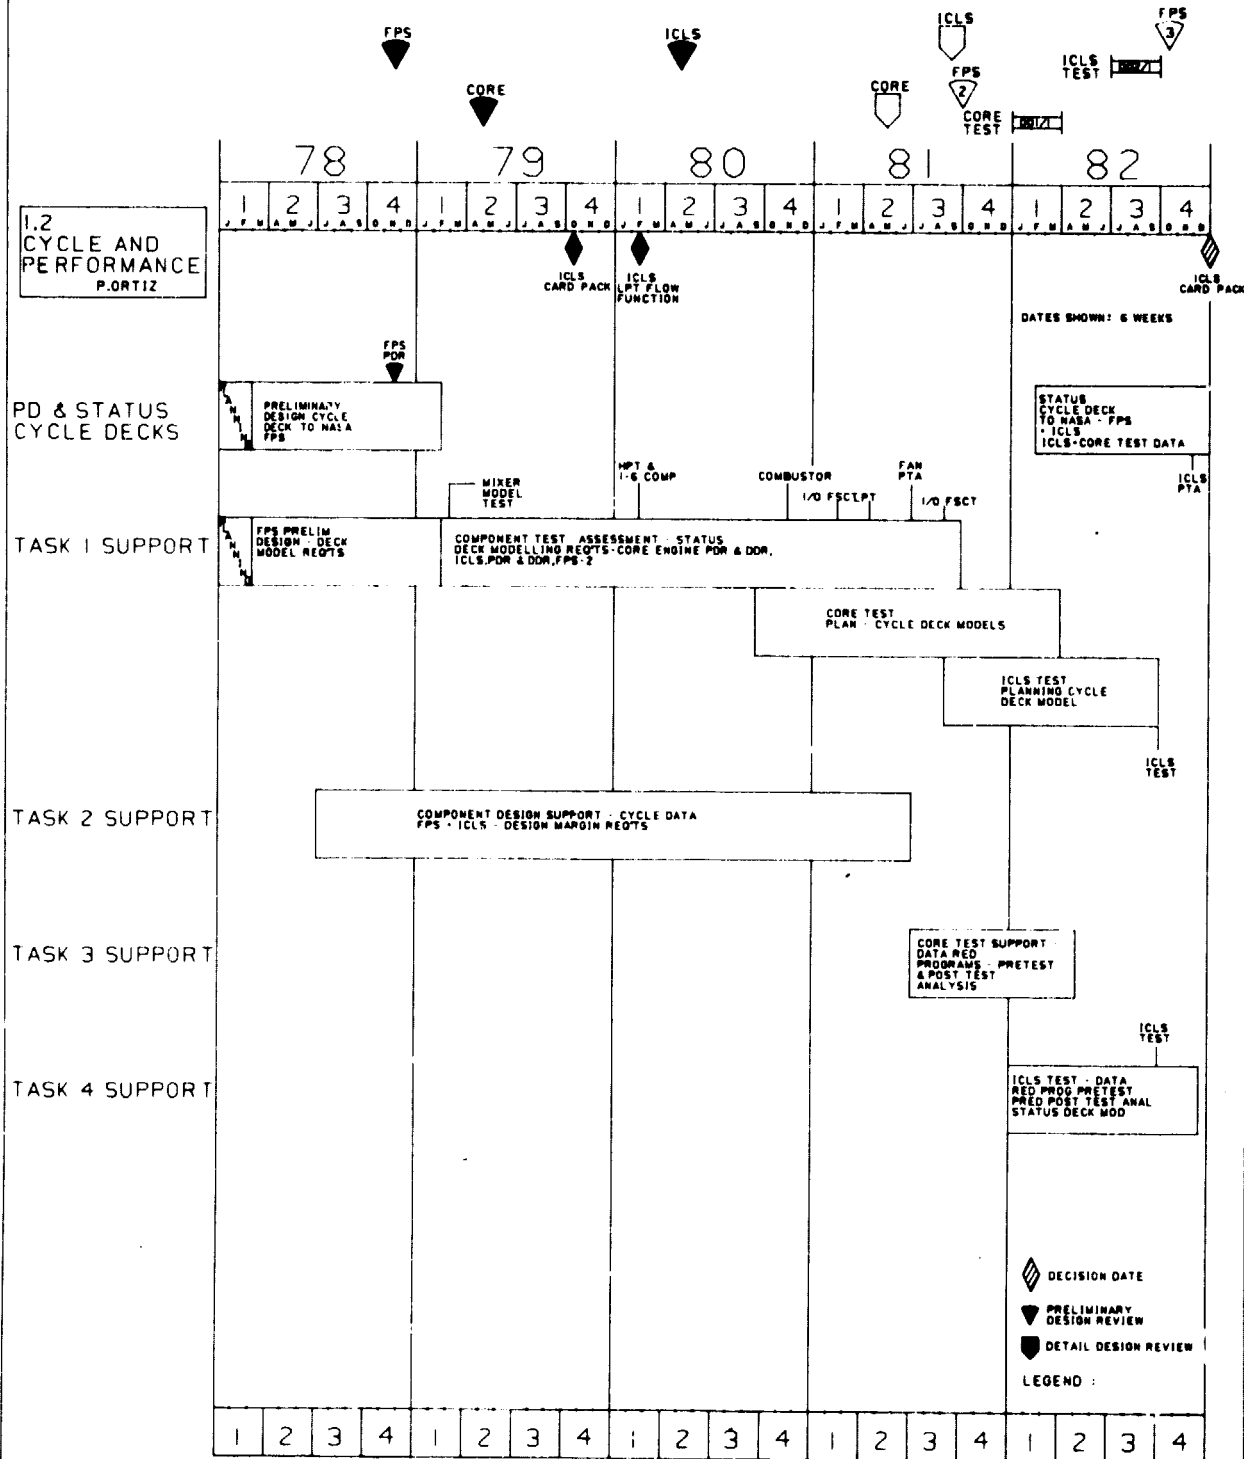 FPS
ICLS
ICLS
FPS
3
ICLS
TEST
CORE
CORE
FPS
2
CORE
TEST
78 79 80 81 82
1 2 3 4 1 2 3 4 1 2 3 4 1 2 3 4 1 2 3 4
J F M A M J J A S O N D J F M A M J J A S O N D J F M A M J J A S O N D J F M A M J J A S O N D J F M A M J J A S O N D
1.2
CYCLE AND
PERFORMANCE
P.ORTIZ
ICLS
CARD PACK
ICLS
LPT FLOW
FUNCTION
ICLS
CARD PACK
DATES SHOWN: 6 WEEKS
FPS
PDR
PD & STATUS
CYCLE DECKS
PLANNING
PRELIMINARY
DESIGN CYCLE
DECK TO NASA
FPS
STATUS
CYCLE DECK
TO NASA - FPS
+ ICLS
ICLS-CORE TEST DATA
ICLS
PTA
MIXER
MODEL
TEST
HPT &
1-6 COMP
COMBUSTOR
I/O FSCT
LPT
FAN
PTA
I/O FSCT
TASK 1 SUPPORT
PLANNING
FPS PRELIM
DESIGN - DECK
MODEL REQTS
COMPONENT TEST ASSESSMENT - STATUS
DECK MODELLING REQTS-CORE ENGINE PDR & DDR,
ICLS,PDR & DDR,FPS-2
CORE TEST
PLAN - CYCLE DECK MODELS
ICLS TEST
PLANNING CYCLE
DECK MODEL
ICLS
TEST
TASK 2 SUPPORT
COMPONENT DESIGN SUPPORT - CYCLE DATA
FPS + ICLS - DESIGN MARGIN REQTS
TASK 3 SUPPORT
CORE TEST SUPPORT -
DATA RED
PROGRAMS - PRETEST
& POST TEST
ANALYSIS
ICLS
TEST
TASK 4 SUPPORT
ICLS TEST - DATA
RED PROG PRETEST
PRED POST TEST ANAL
STATUS DECK MOD
DECISION DATE
PRELIMINARY
DESIGN REVIEW
DETAIL DESIGN REVIEW
LEGEND :
1 2 3 4 1 2 3 4 1 2 3 4 1 2 3 4 1 2 3 4